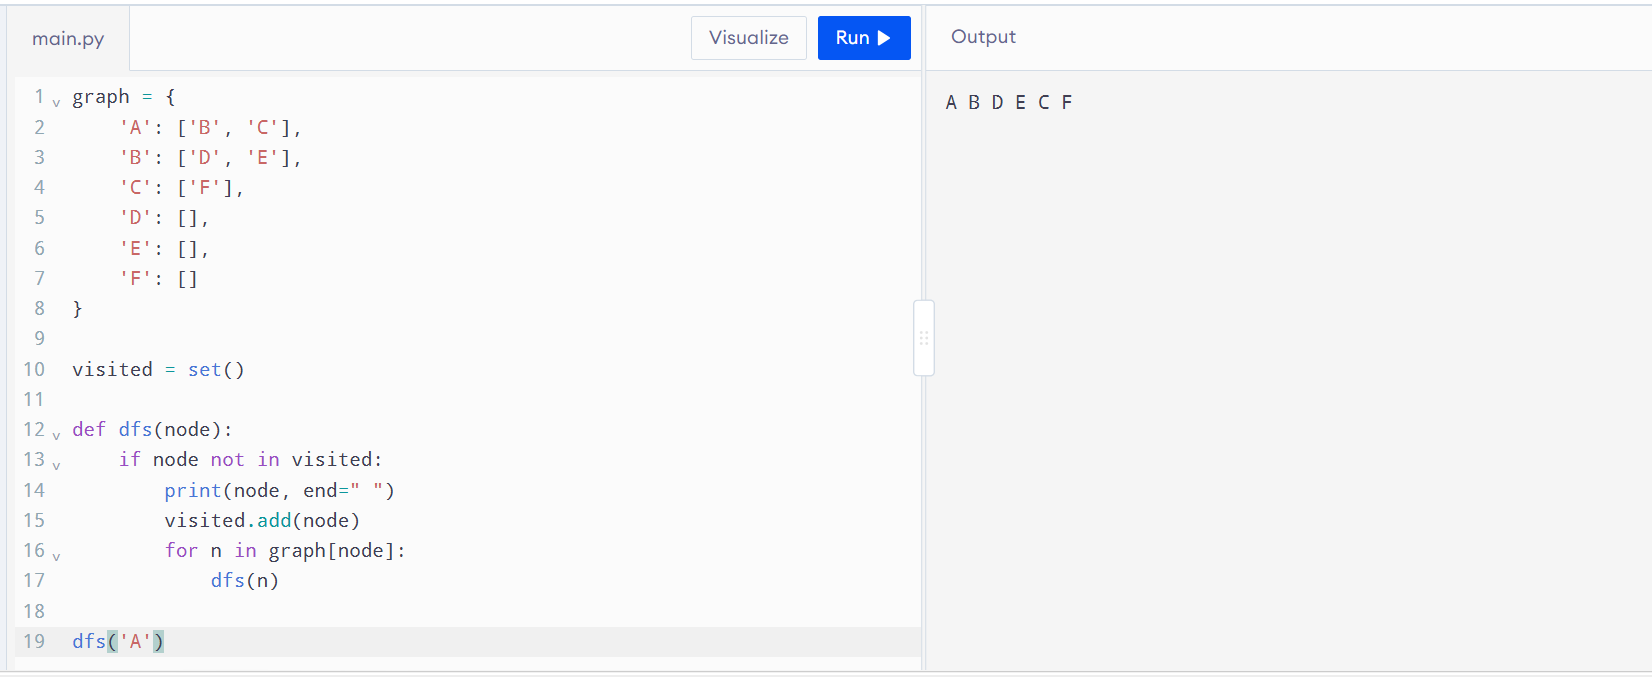 main.py
Visualize
Run
Output
1 graph = {
2     'A': ['B', 'C'],
3     'B': ['D', 'E'],
4     'C': ['F'],
5     'D': [],
6     'E': [],
7     'F': []
8 }
9
10 visited = set()
11
12 def dfs(node):
13     if node not in visited:
14         print(node, end=" ")
15         visited.add(node)
16         for n in graph[node]:
17             dfs(n)
18
19 dfs('A')
A B D E C F